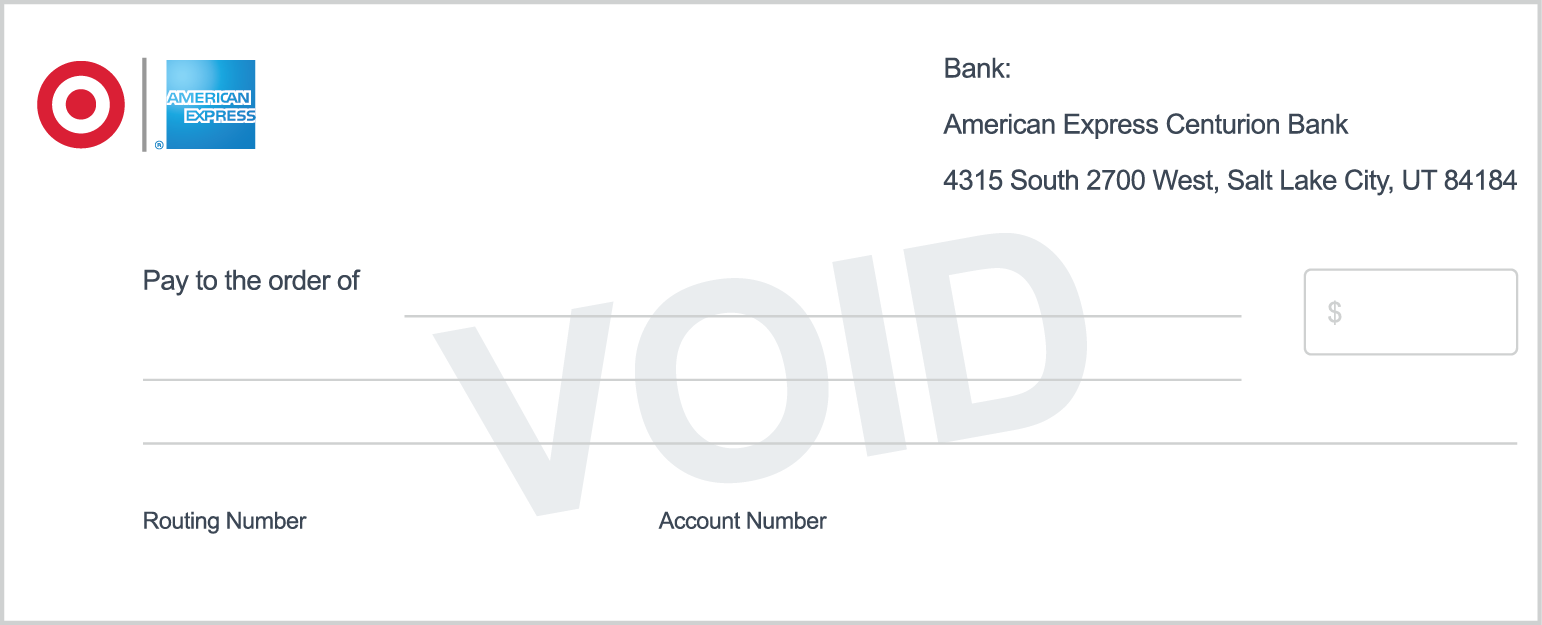 AMERICAN
EXPRESS
®
Bank:
American Express Centurion Bank
4315 South 2700 West, Salt Lake City, UT 84184
Pay to the order of
$
VOID
Routing Number
Account Number